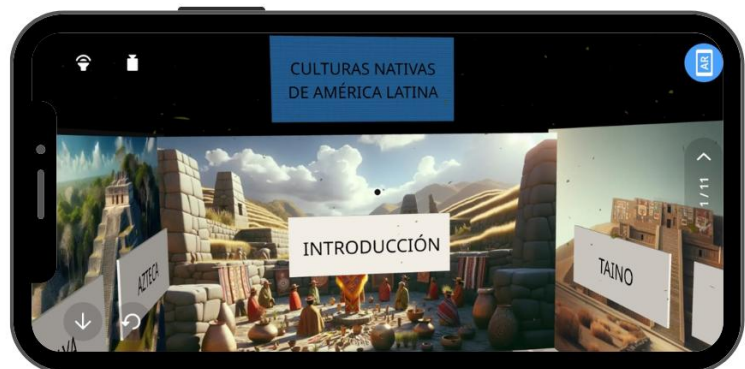 CULTURAS NATIVAS
DE AMÉRICA LATINA
AR
1/11
INTRODUCCIÓN
AZTECA
TAINO